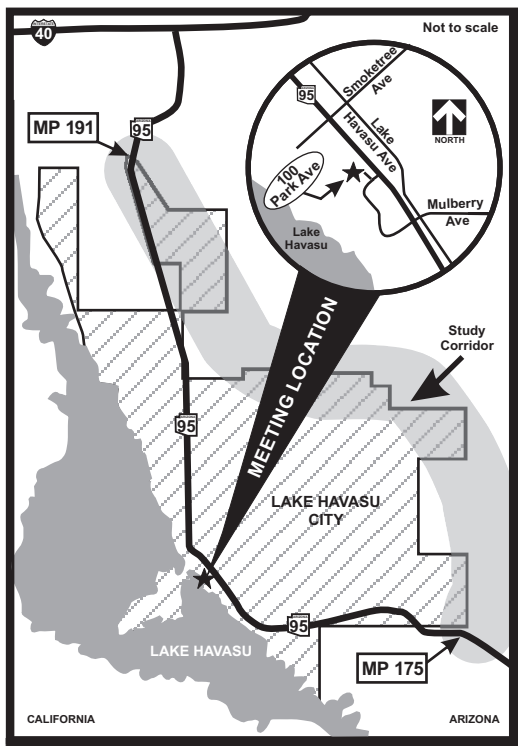 40
Not to scale
MP 191
95
95
Smoketree
Ave
Lake
Havasu Ave
NORTH
100
Park Ave
Mulberry
Ave
Lake
Havasu
Study
Corridor
MEETING LOCATION
95
LAKE HAVASU
CITY
95
LAKE HAVASU
MP 175
CALIFORNIA
ARIZONA